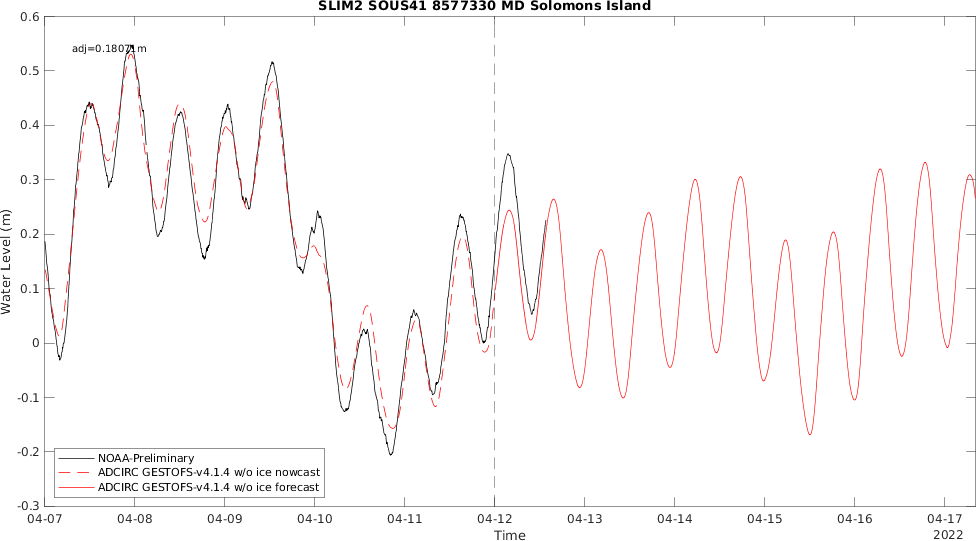 SLIM2 SOUS41 8577330 MD Solomons Island
0.6
adj=0.18071 m
0.5
0.4
0.3
0.2
0.1
0
-0.1
-0.2
-0.3
Water Level (m)
NOAA-Preliminary
ADCIRC GESTOFS-v4.1.4 w/o ice nowcast
ADCIRC GESTOFS-v4.1.4 w/o ice forecast
04-07 04-08 04-09 04-10 04-11 04-12 04-13 04-14 04-15 04-16 04-17
Time
2022